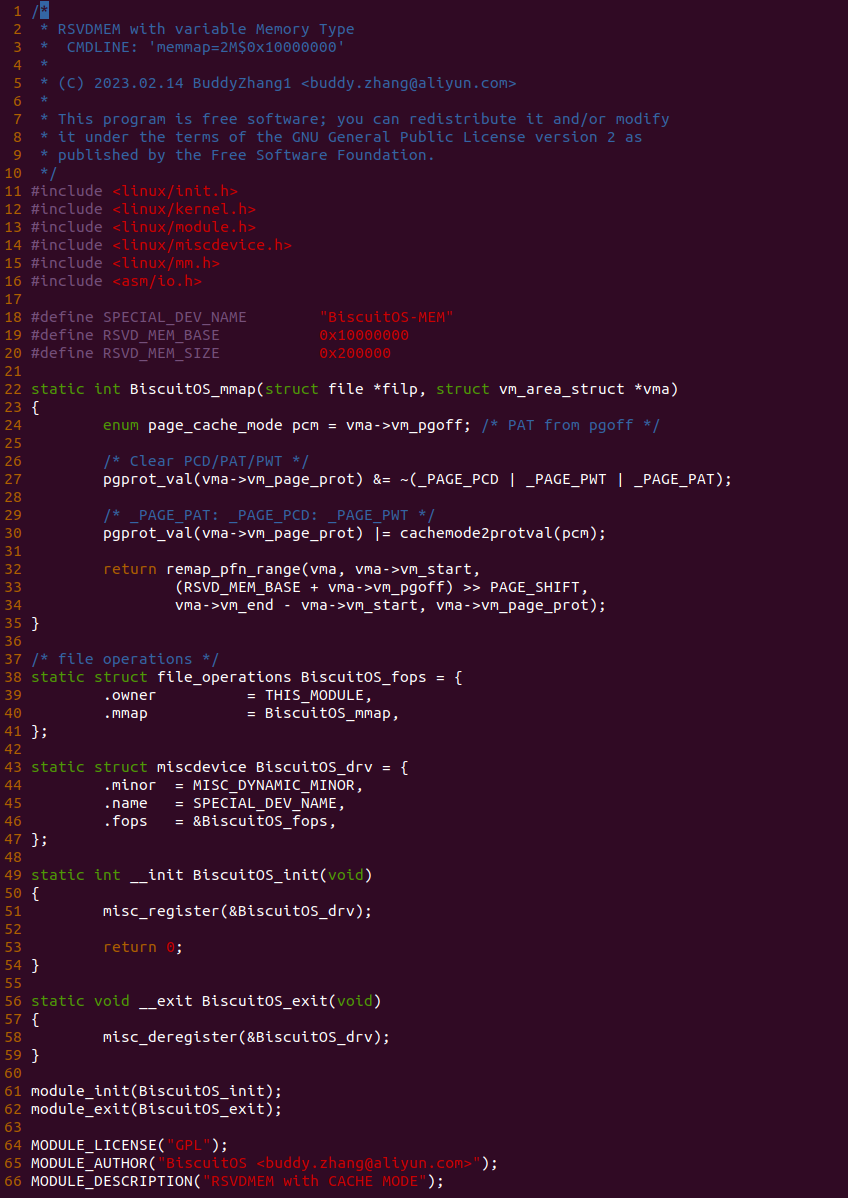 1 /*
2  * RSVDMEM with variable Memory Type
3  *  CMDLINE: 'memmap=2M$0x10000000'
4  *
5  * (C) 2023.02.14 BuddyZhang1 <buddy.zhang@aliyun.com>
6  *
7  * This program is free software; you can redistribute it and/or modify
8  * it under the terms of the GNU General Public License version 2 as
9  * published by the Free Software Foundation.
10  */
11 #include <linux/init.h>
12 #include <linux/kernel.h>
13 #include <linux/module.h>
14 #include <linux/miscdevice.h>
15 #include <linux/mm.h>
16 #include <asm/io.h>
17
18 #define SPECIAL_DEV_NAME        "BiscuitOS-MEM"
19 #define RSVD_MEM_BASE           0x10000000
20 #define RSVD_MEM_SIZE           0x200000
21
22 static int BiscuitOS_mmap(struct file *filp, struct vm_area_struct *vma)
23 {
24         enum page_cache_mode pcm = vma->vm_pgoff; /* PAT from pgoff */
25
26         /* Clear PCD/PAT/PWT */
27         pgprot_val(vma->vm_page_prot) &= ~(_PAGE_PCD | _PAGE_PWT | _PAGE_PAT);
28
29         /* _PAGE_PAT: _PAGE_PCD: _PAGE_PWT */
30         pgprot_val(vma->vm_page_prot) |= cachemode2protval(pcm);
31
32         return remap_pfn_range(vma, vma->vm_start,
33                 (RSVD_MEM_BASE + vma->vm_pgoff) >> PAGE_SHIFT,
34                 vma->vm_end - vma->vm_start, vma->vm_page_prot);
35 }
36
37 /* file operations */
38 static struct file_operations BiscuitOS_fops = {
39         .owner          = THIS_MODULE,
40         .mmap           = BiscuitOS_mmap,
41 };
42
43 static struct miscdevice BiscuitOS_drv = {
44         .minor  = MISC_DYNAMIC_MINOR,
45         .name   = SPECIAL_DEV_NAME,
46         .fops   = &BiscuitOS_fops,
47 };
48
49 static int __init BiscuitOS_init(void)
50 {
51         misc_register(&BiscuitOS_drv);
52
53         return 0;
54 }
55
56 static void __exit BiscuitOS_exit(void)
57 {
58         misc_deregister(&BiscuitOS_drv);
59 }
60
61 module_init(BiscuitOS_init);
62 module_exit(BiscuitOS_exit);
63
64 MODULE_LICENSE("GPL");
65 MODULE_AUTHOR("BiscuitOS <buddy.zhang@aliyun.com>");
66 MODULE_DESCRIPTION("RSVDMEM with CACHE MODE");